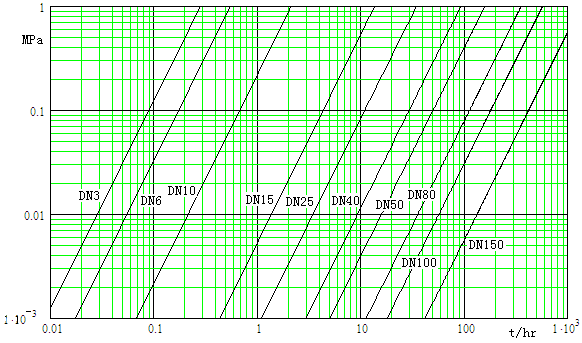 1
MPa
0.1
DN3
DN6
DN10
DN15
DN25
DN40
DN50
DN80
0.01
DN150
DN100
1·10⁻³
0.01
0.1
1
10
100
1·10³
t/hr